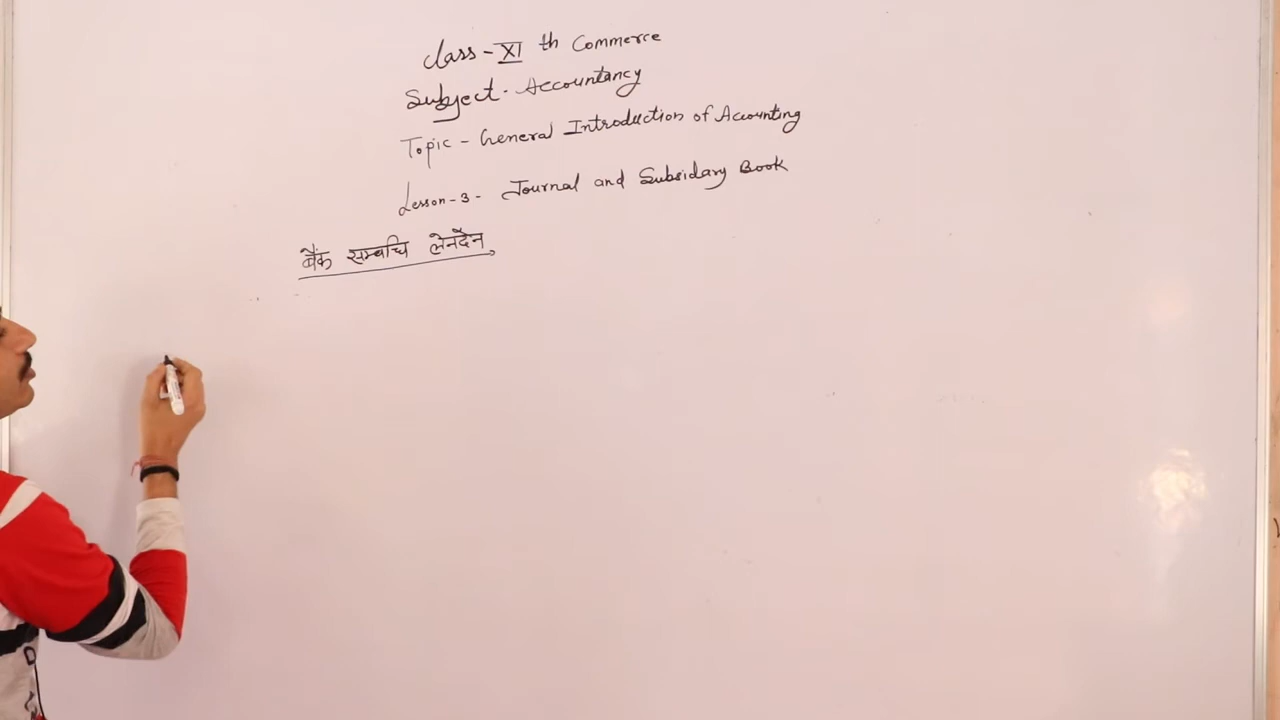 Class - XI th Commerce
Subject - Accountancy
Topic - General Introduction of Accounting
Lesson - 3 - Journal and Subsidary Book
बैंक सम्बधि लेनदेन